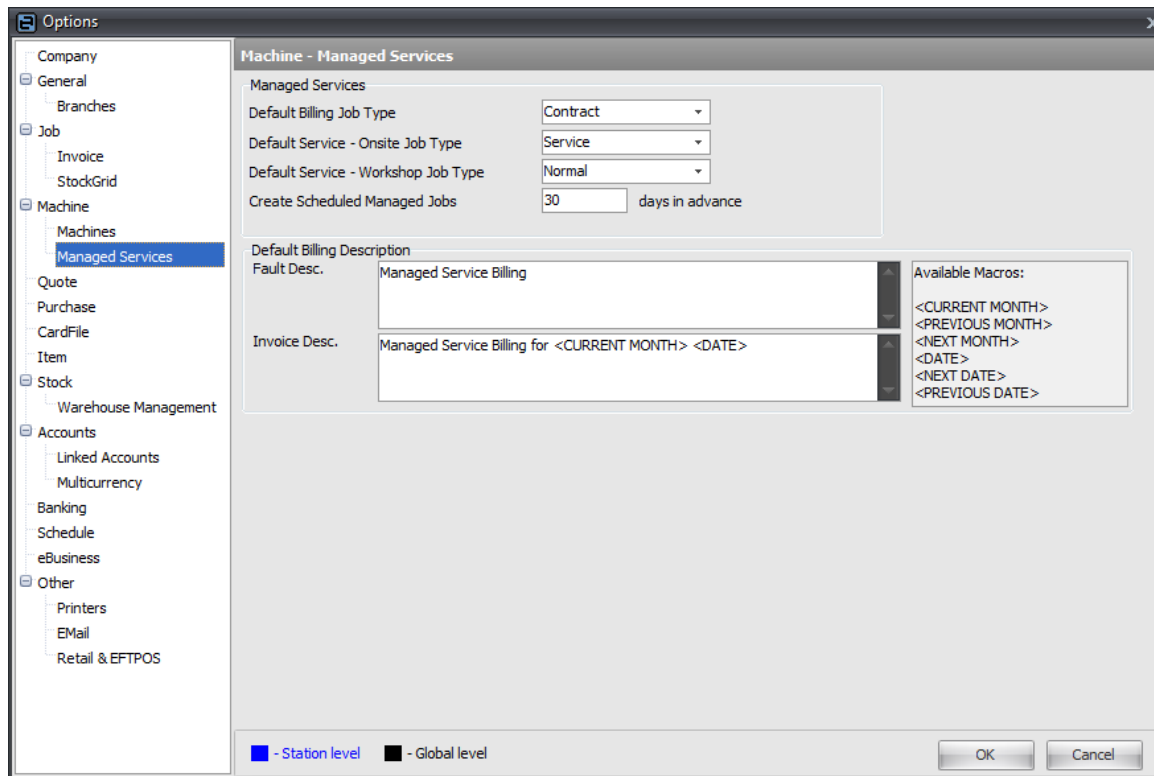 Options
Company
General
Branches
Job
Invoice
StockGrid
Machine
Machines
Managed Services
Quote
Purchase
CardFile
Item
Stock
Warehouse Management
Accounts
Linked Accounts
Multicurrency
Banking
Schedule
eBusiness
Other
Printers
EMail
Retail & EFTPOS
Machine - Managed Services
Managed Services
Default Billing Job Type Contract
Default Service - Onsite Job Type Service
Default Service - Workshop Job Type Normal
Create Scheduled Managed Jobs 30 days in advance
Default Billing Description
Fault Desc. Managed Service Billing
Invoice Desc. Managed Service Billing for <CURRENT MONTH> <DATE>
Available Macros:
<CURRENT MONTH>
<PREVIOUS MONTH>
<NEXT MONTH>
<DATE>
<NEXT DATE>
<PREVIOUS DATE>
- Station level - Global level
OK Cancel